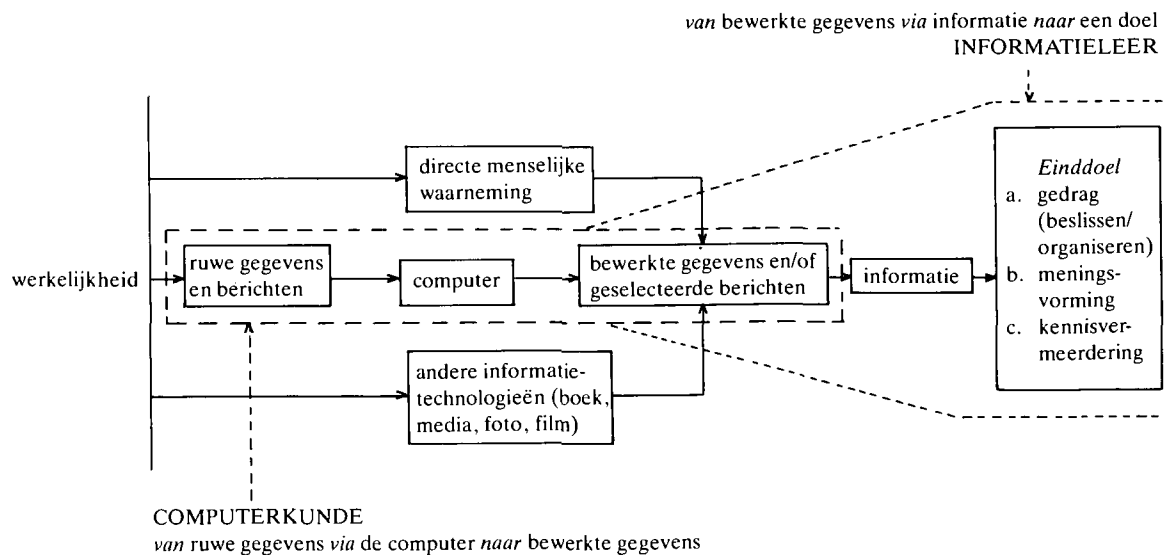 van bewerkte gegevens via informatie naar een doel
INFORMATIELEER
directe menselijke
waarneming
werkelijkheid
ruwe gegevens
en berichten
computer
bewerkte gegevens en/of
geselecteerde berichten
informatie
Einddoel
a. gedrag
(beslissen/
organiseren)
b. menings-
vorming
c. kennisver-
meerdering
andere informatie-
technologieën (boek,
media, foto, film)
COMPUTERKUNDE
van ruwe gegevens via de computer naar bewerkte gegevens